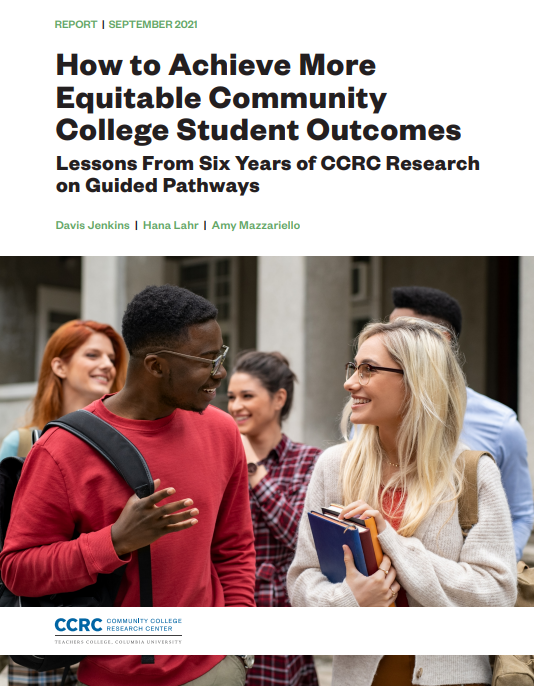 REPORT | SEPTEMBER 2021
How to Achieve More
Equitable Community
College Student Outcomes
Lessons From Six Years of CCRC Research
on Guided Pathways
Davis Jenkins | Hana Lahr | Amy Mazzariello
CCRC COMMUNITY COLLEGE
RESEARCH CENTER
TEACHERS COLLEGE, COLUMBIA UNIVERSITY